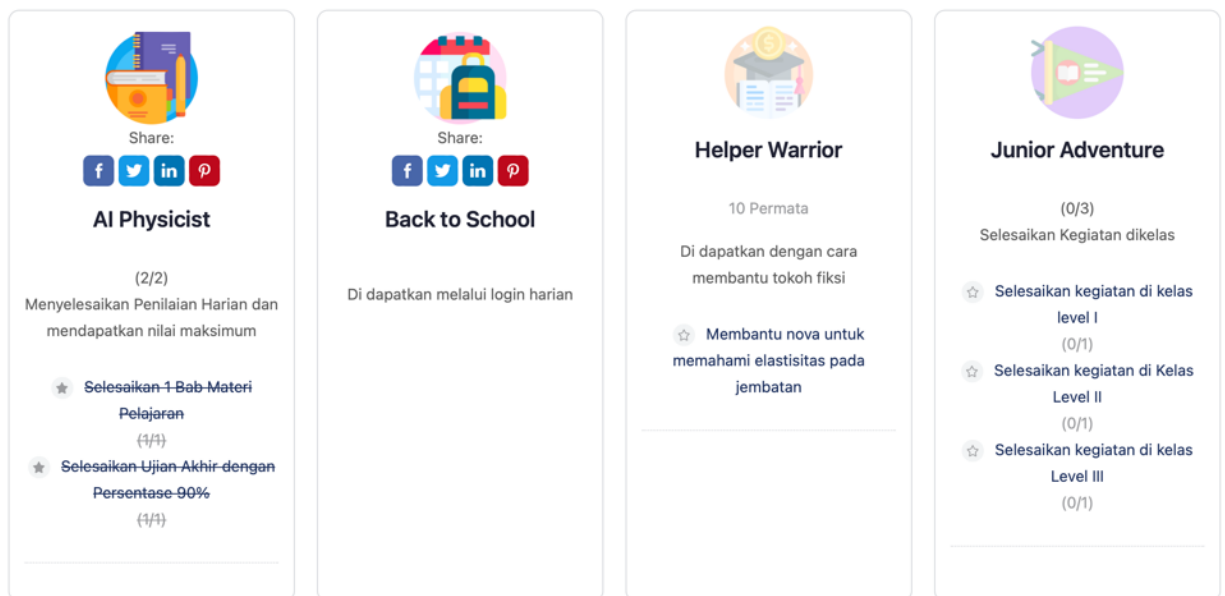 Share:
AI Physicist
(2/2)
Menyelesaikan Penilaian Harian dan
mendapatkan nilai maksimum
Selesaikan 1 Bab Materi
Pelajaran
(1/1)
Selesaikan Ujian Akhir dengan
Persentase 90%
(1/1)
Share:
Back to School
Di dapatkan melalui login harian
Helper Warrior
10 Permata
Di dapatkan dengan cara
membantu tokoh fiksi
Membantu nova untuk
memahami elastisitas pada
jembatan
Junior Adventure
(0/3)
Selesaikan Kegiatan dikelas
Selesaikan kegiatan di kelas
level I
(0/1)
Selesaikan kegiatan di Kelas
Level II
(0/1)
Selesaikan kegiatan di kelas
Level III
(0/1)